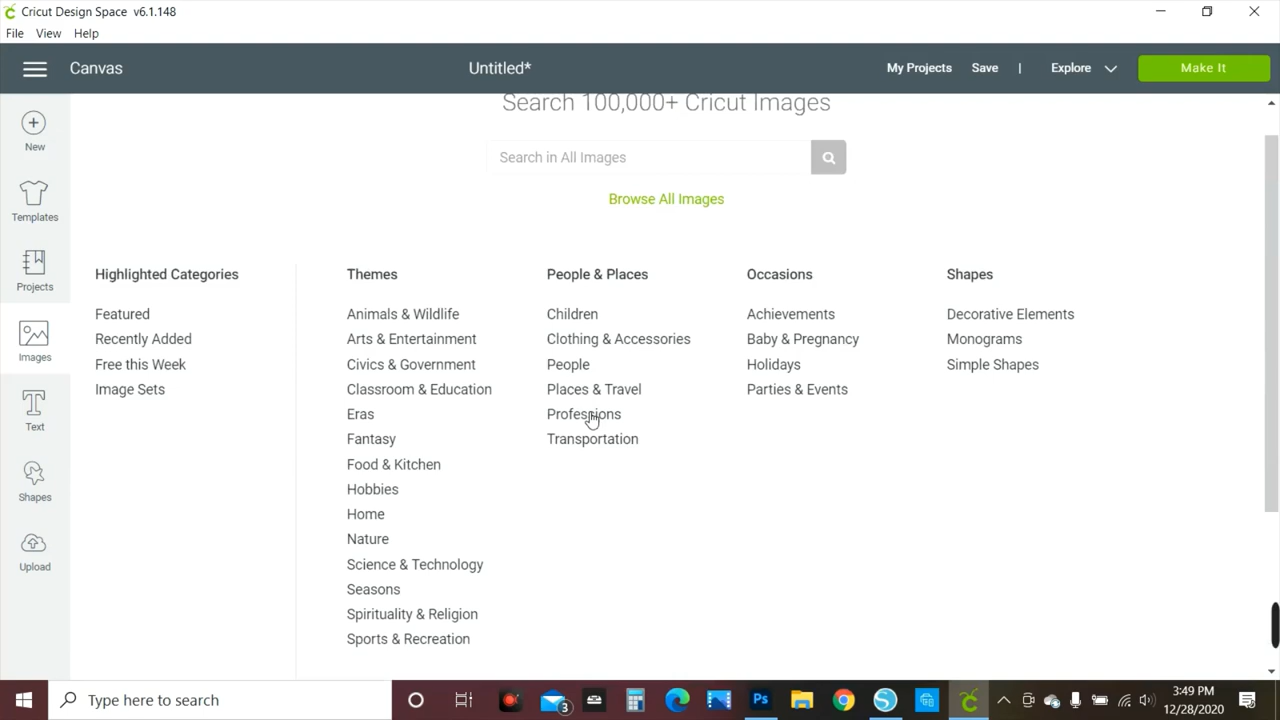 Cricut Design Space v6.1.148
File View Help
Canvas
Untitled*
My Projects Save | Explore Make It
New
Templates
Projects
Images
Text
Shapes
Upload
Search 100,000+ Cricut Images
Search in All Images
Browse All Images
Highlighted Categories
Featured
Recently Added
Free this Week
Image Sets
Themes
Animals & Wildlife
Arts & Entertainment
Civics & Government
Classroom & Education
Eras
Fantasy
Food & Kitchen
Hobbies
Home
Nature
Science & Technology
Seasons
Spirituality & Religion
Sports & Recreation
People & Places
Children
Clothing & Accessories
People
Places & Travel
Professions
Transportation
Occasions
Achievements
Baby & Pregnancy
Holidays
Parties & Events
Shapes
Decorative Elements
Monograms
Simple Shapes
Type here to search
3
Ps
3:49 PM
12/28/2020